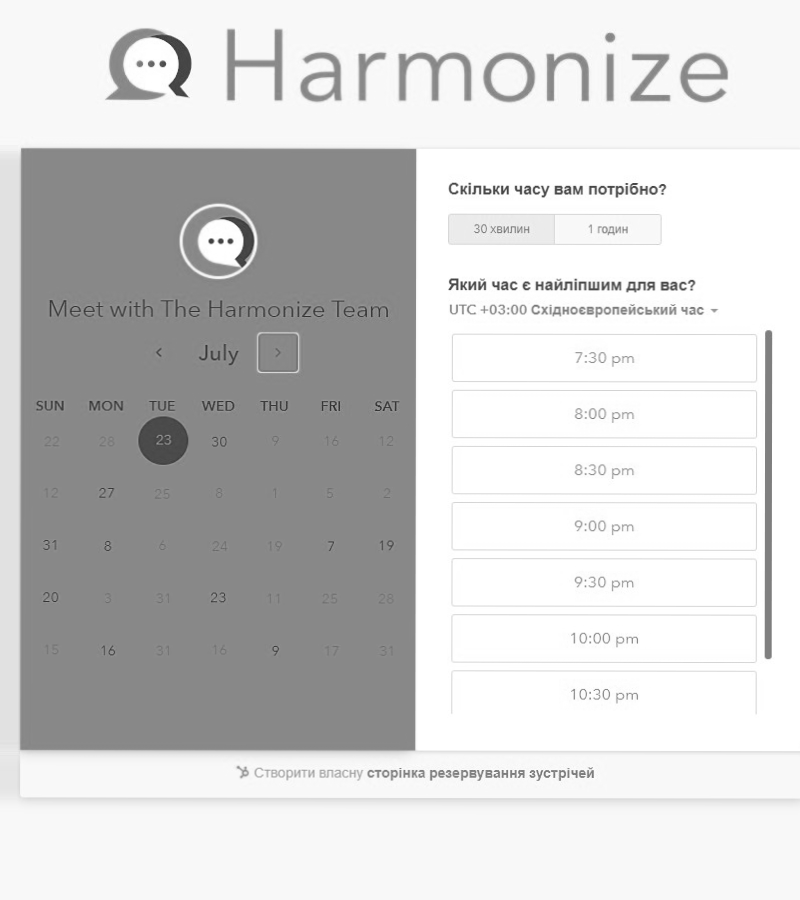 Harmonize
Meet with The Harmonize Team
July
SUN MON TUE WED THU FRI SAT
22 28 23 30 9 16 12
12 27 25 8 1 5 2
31 8 6 24 19 7 19
20 3 31 23 11 25 28
15 16 31 16 9 17 31
Скільки часу вам потрібно?
30 хвилин 1 годин
Який час є найліпшим для вас?
UTC +03:00 Східноєвропейський час
7:30 pm
8:00 pm
8:30 pm
9:00 pm
9:30 pm
10:00 pm
10:30 pm
Створити власну сторінка резервування зустрічей